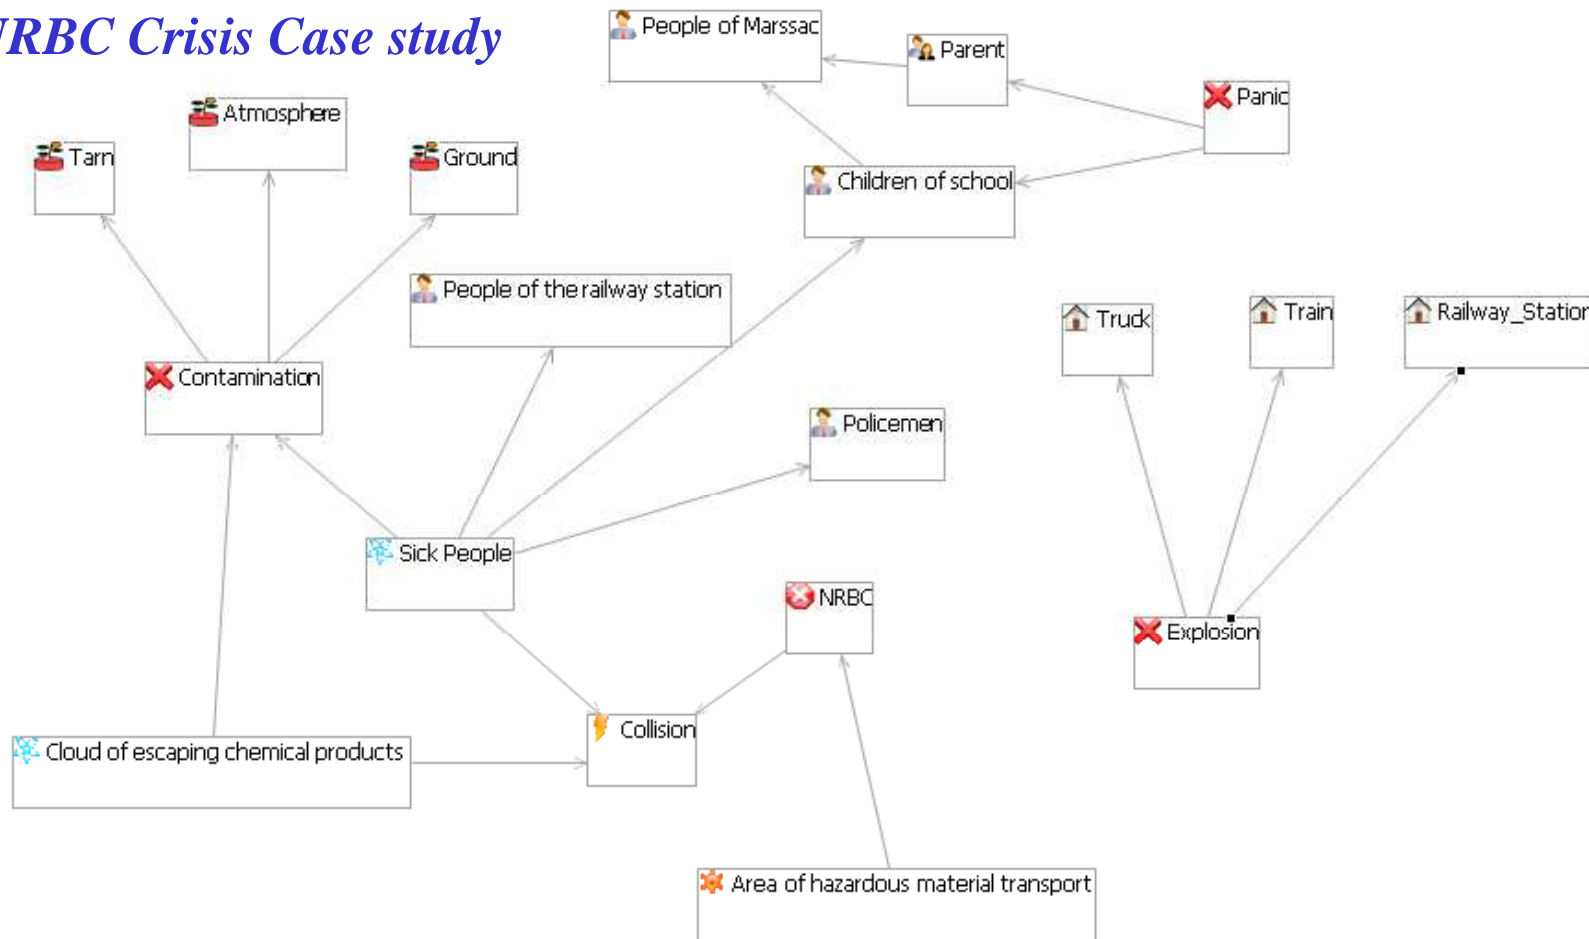 NRBC Crisis Case study
People of Marssac
Parent
Panic
Atmosphere
Tarn
Ground
Children of school
People of the railway station
Truck
Train
Railway_Station
Contamination
Policemen
Sick People
NRBC
Explosion
Collision
Cloud of escaping chemical products
Area of hazardous material transport